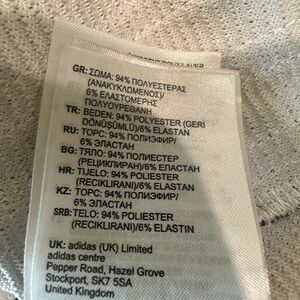 GR: ΣΩΜΑ: 94% ΠΟΛΥΕΣΤΕΡΑΣ
(ΑΝΑΚΥΚΛΩΜΕΝΟΣ)/
6% ΕΛΑΣΤΟΜΕΡΗΣ
ΠΟΛΥΟΥΡΕΘΑΝΗ
TR: BEDEN: 94% POLYESTER (GERI
DÖNÜSÜMLÜ)/6% ELASTAN
RU: ТОРС: 94% ПОЛИЭФИР/
6% ЭЛАСТАН
BG: ТЯЛО: 94% ПОЛИЕСТЕР
(РЕЦИКЛИРАН)/6% ЕЛАСТАН
HR: TIJELO: 94% POLIESTER
(RECIKLIRANI)/6% ELASTAN
KZ: ТОРС: 94% ПОЛИЭФИР/
6% ЭЛАСТАН
SRB: TELO: 94% POLIESTER
(RECIKLIRANI)/6% ELASTIN
UK: adidas (UK) Limited
adidas centre
Pepper Road, Hazel Grove
Stockport, SK7 5SA
United Kingdom